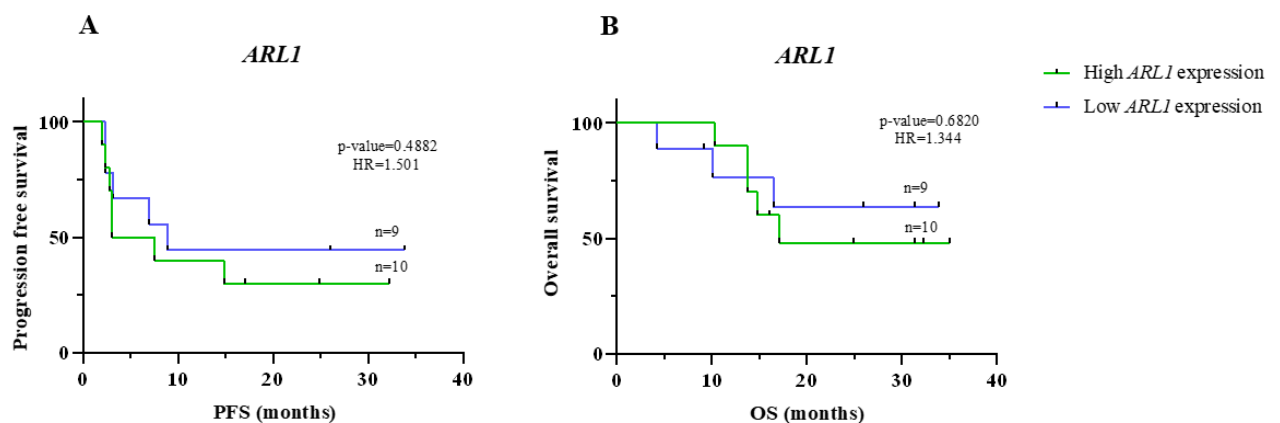 A
ARL1
Progression free survival
100
50
0
p-value=0.4882
HR=1.501
n=9
n=10
0
10
20
30
40
PFS (months)
B
ARL1
Overall survival
100
50
0
p-value=0.6820
HR=1.344
n=9
n=10
0
10
20
30
40
OS (months)
High ARL1 expression
Low ARL1 expression